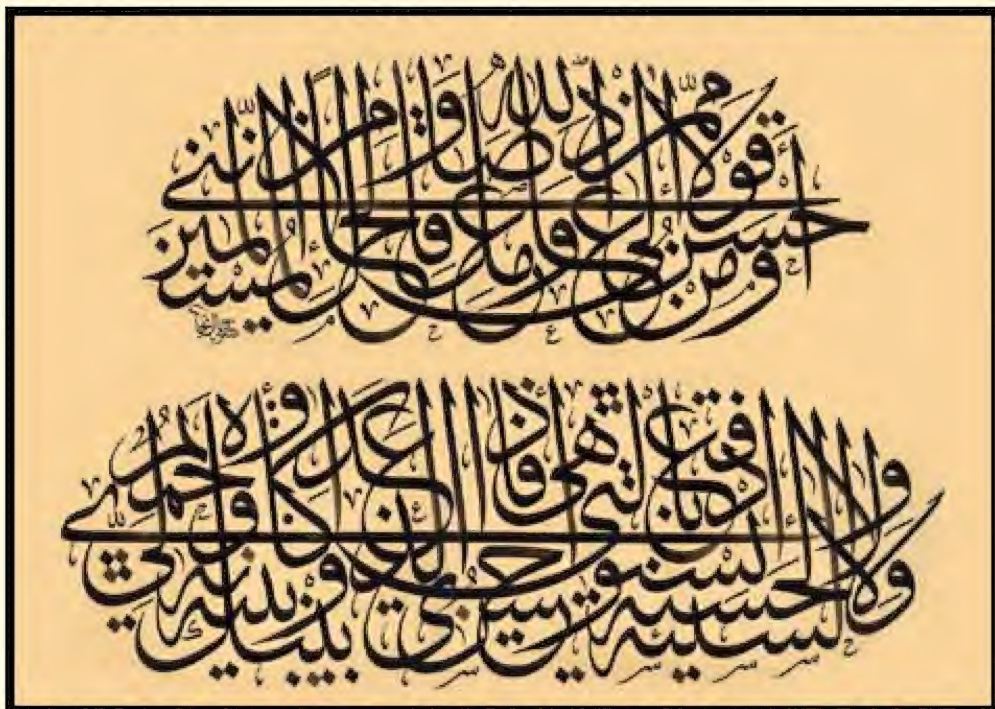 ومن أحسن قولا ممن دعا إلى الله وعمل صالحا وقال إنني من المسلمين
ولا تستوي الحسنة ولا السيئة ادفع بالتي هي أحسن فإذا الذي بينك وبينه عداوة كأنه ولي حميم